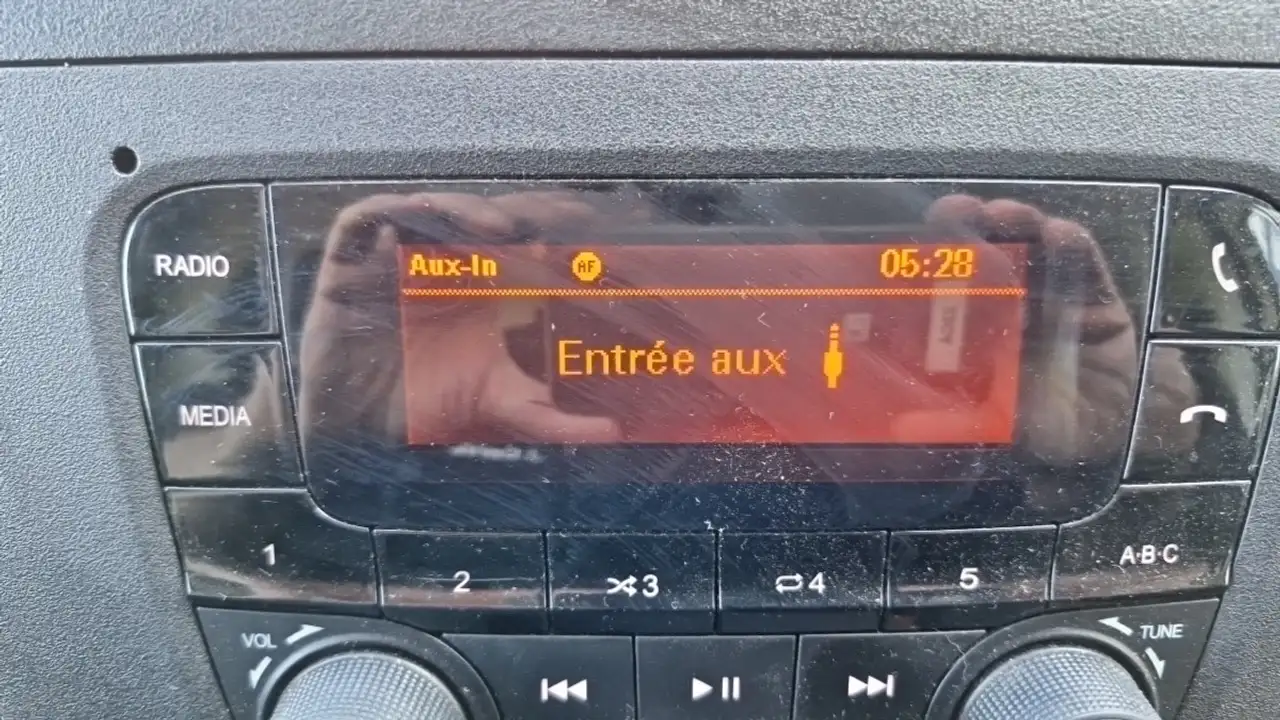 RADIO
Aux-In AF 05:28
Entrée aux
MEDIA
1 2 3 4 5 A·B·C
VOL TUNE